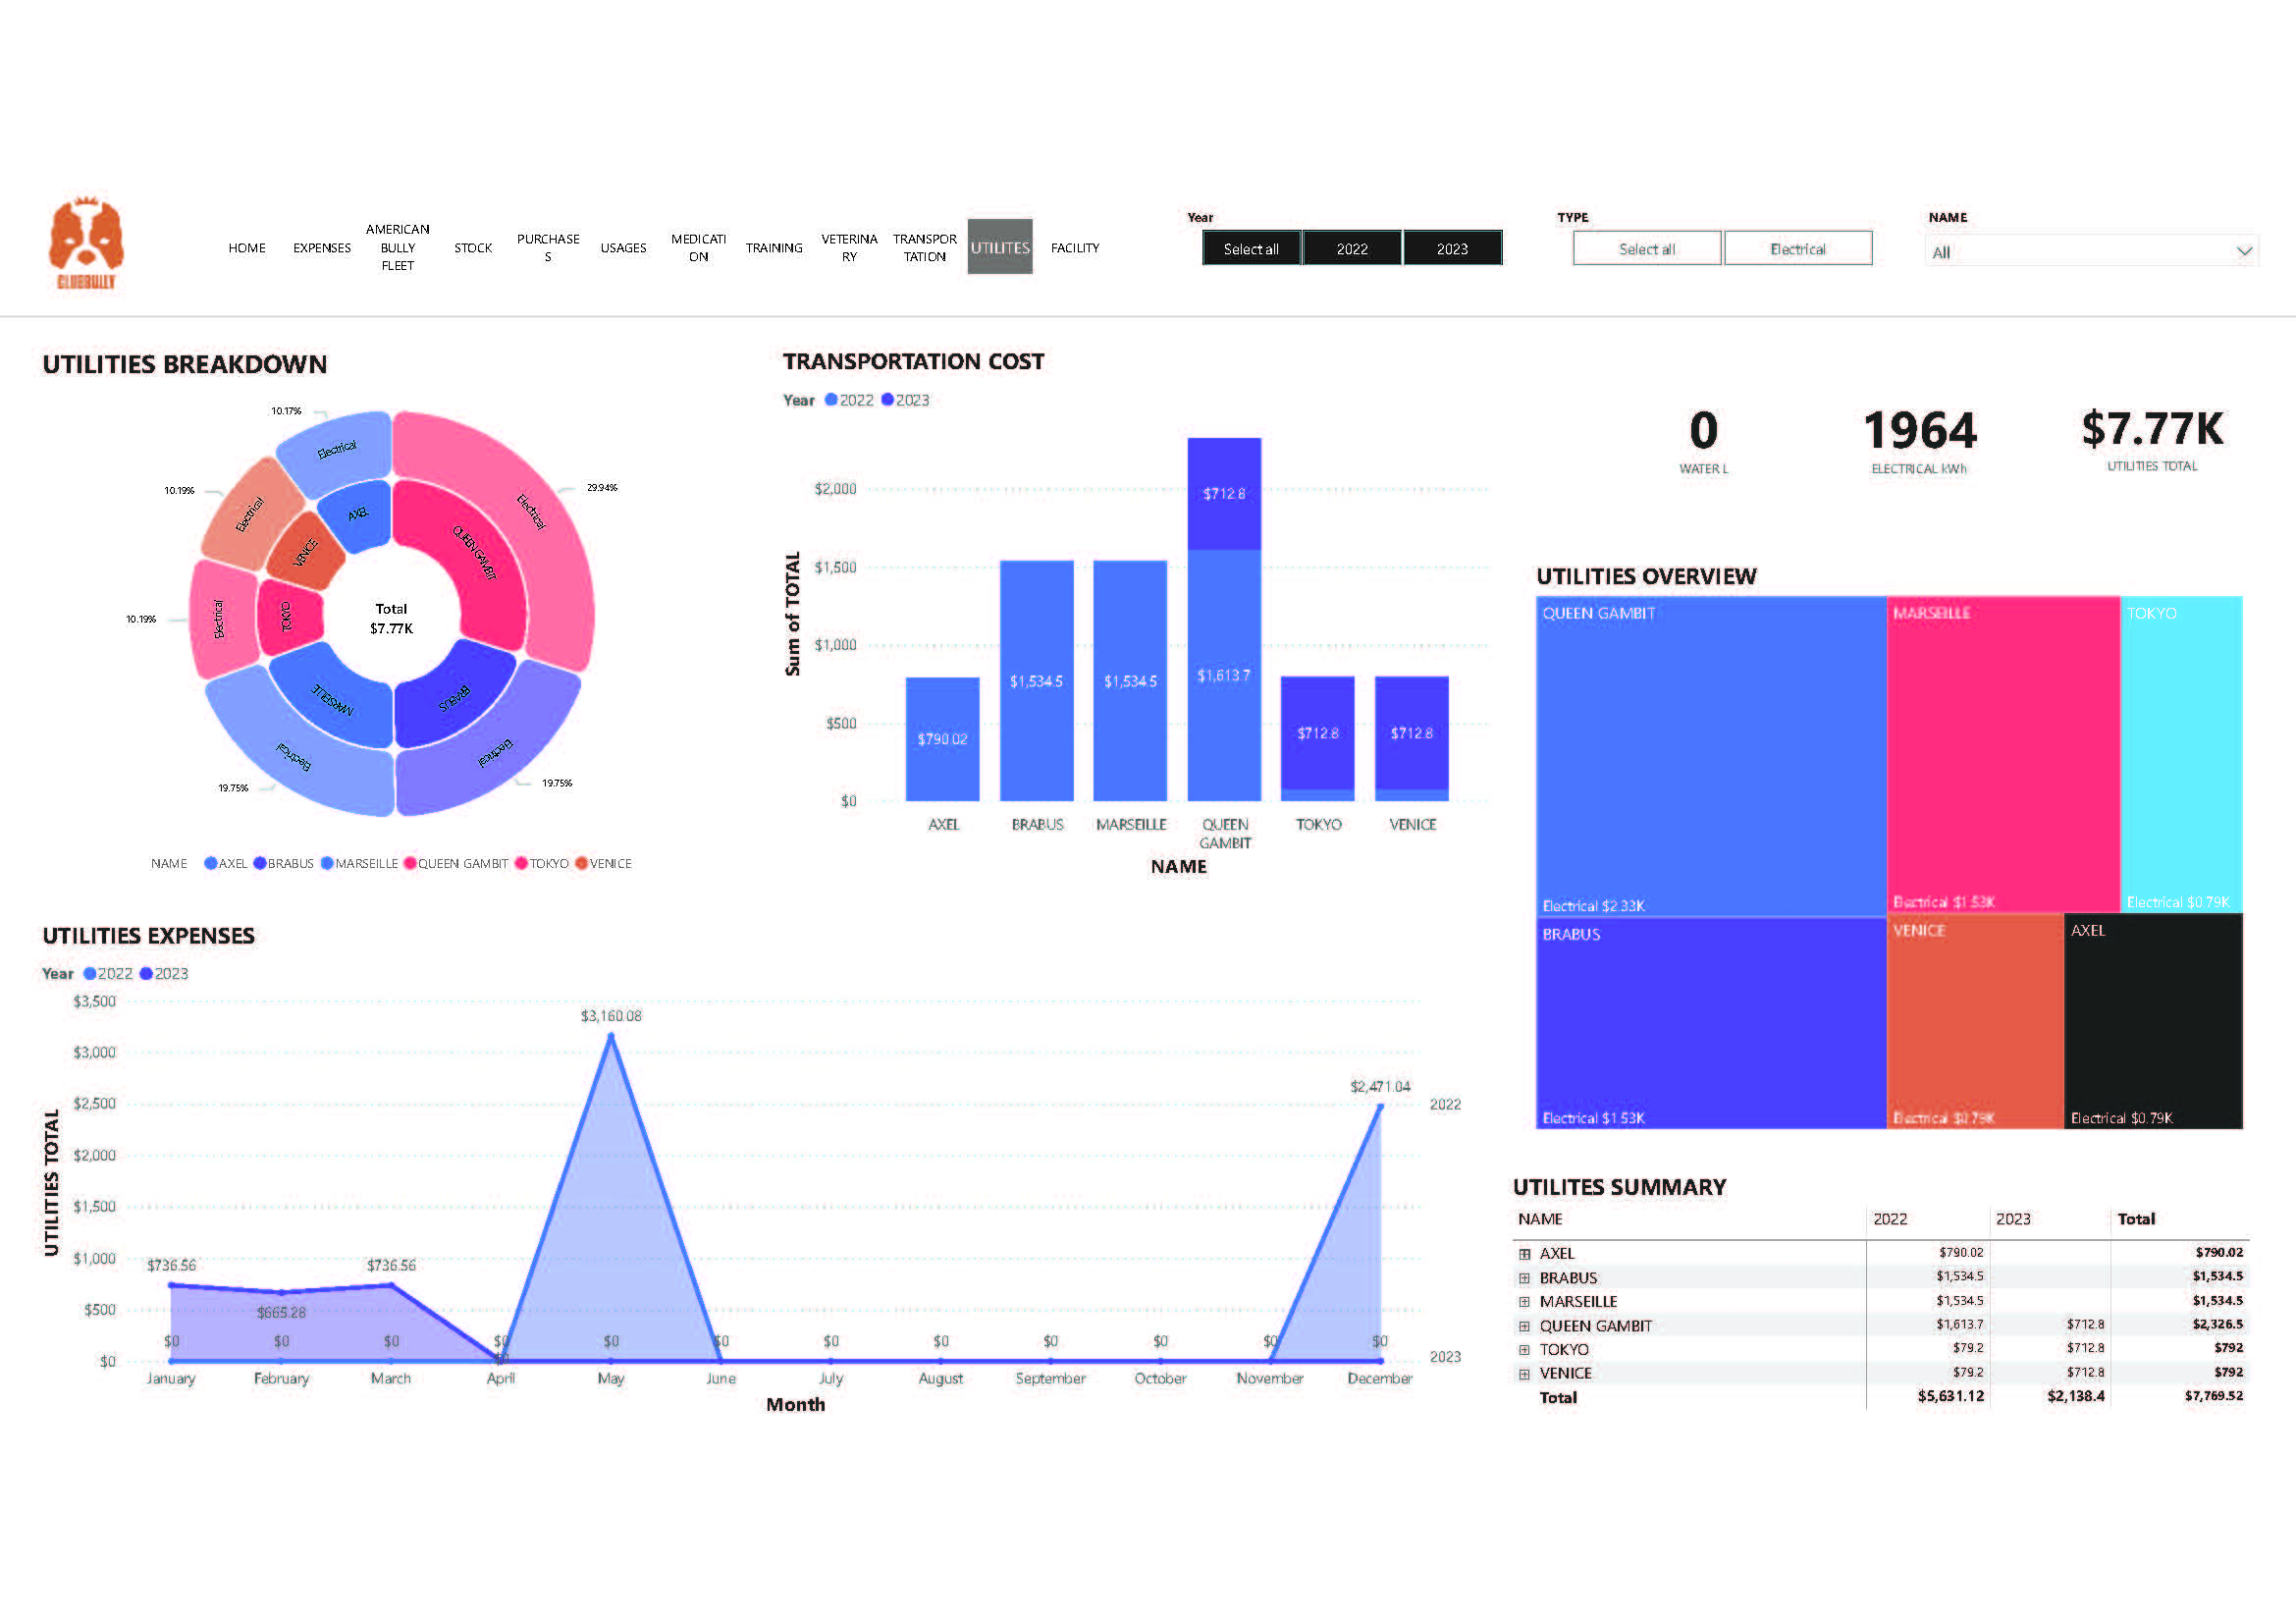 CLUBBULLY
HOME
EXPENSES
AMERICAN
BULLY
FLEET
STOCK
PURCHASE
S
USAGES
MEDICATI
ON
TRAINING
VETERINA
RY
TRANSPOR
TATION
UTILITES
FACILITY
Year
Select all 2022 2023
TYPE
Select all Electrical
NAME
All
UTILITIES BREAKDOWN
10.17%
10.19%
10.19%
19.75%
19.75%
29.94%
Electrical
Electrical
Electrical
Electrical
Electrical
Electrical
AXEL
VENICE
TOKYO
MARSEILLE
BRABUS
QUEEN GAMBIT
Total
$7.77K
NAME AXEL BRABUS MARSEILLE QUEEN GAMBIT TOKYO VENICE
TRANSPORTATION COST
Year 2022 2023
Sum of TOTAL
$2,000
$1,500
$1,000
$500
$0
$790.02
$1,534.5
$1,534.5
$712.8
$1,613.7
$712.8
$712.8
AXEL BRABUS MARSEILLE QUEEN GAMBIT TOKYO VENICE
NAME
0
WATER L
1964
ELECTRICAL kWh
$7.77K
UTILITIES TOTAL
UTILITIES OVERVIEW
QUEEN GAMBIT
Electrical $2.33K
MARSEILLE
Electrical $1.53K
TOKYO
Electrical $0.79K
BRABUS
Electrical $1.53K
VENICE
Electrical $0.79K
AXEL
Electrical $0.79K
UTILITIES EXPENSES
Year 2022 2023
UTILITIES TOTAL
$3,500
$3,000
$2,500
$2,000
$1,500
$1,000
$500
$0
$736.56
$665.28
$736.56
$3,160.08
$2,471.04
2022
2023
$0 $0 $0 $0 $0 $0 $0 $0 $0 $0 $0 $0
$0
January February March April May June July August September October November December
Month
UTILITES SUMMARY
NAME 2022 2023 Total
AXEL $790.02 $790.02
BRABUS $1,534.5 $1,534.5
MARSEILLE $1,534.5 $1,534.5
QUEEN GAMBIT $1,613.7 $712.8 $2,326.5
TOKYO $79.2 $712.8 $792
VENICE $79.2 $712.8 $792
Total $5,631.12 $2,138.4 $7,769.52